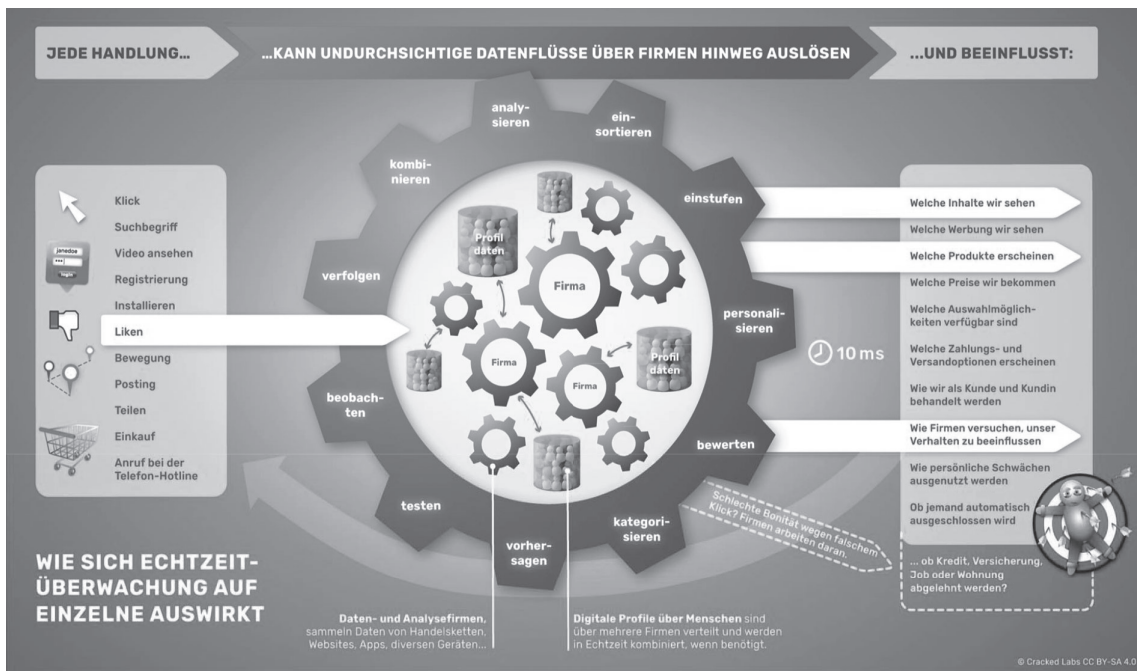 JEDE HANDLUNG...
...KANN UNDURCHSICHTIGE DATENFLÜSSE ÜBER FIRMEN HINWEG AUSLÖSEN
...UND BEEINFLUSST:
Klick
Suchbegriff
Video ansehen
Registrierung
Installieren
Liken
Bewegung
Posting
Teilen
Einkauf
Anruf bei der
Telefon-Hotline
janedoe
***
login
analy-
sieren
ein-
sortieren
kombi-
nieren
einstufen
verfolgen
personali-
sieren
beobach-
ten
bewerten
testen
kategori-
sieren
vorher-
sagen
Profil
daten
Firma
Firma
Firma
Profil
daten
10 ms
Welche Inhalte wir sehen
Welche Werbung wir sehen
Welche Produkte erscheinen
Welche Preise wir bekommen
Welche Auswahlmöglich-
keiten verfügbar sind
Welche Zahlungs- und
Versandoptionen erscheinen
Wie wir als Kunde und Kundin
behandelt werden
Wie Firmen versuchen, unser
Verhalten zu beeinflussen
Wie persönliche Schwächen
ausgenutzt werden
Ob jemand automatisch
ausgeschlossen wird
Schlechte Bonität wegen falschem
Klick? Firmen arbeiten daran.
... ob Kredit, Versicherung,
Job oder Wohnung
abgelehnt werden?
WIE SICH ECHTZEIT-
ÜBERWACHUNG AUF
EINZELNE AUSWIRKT
Daten- und Analysefirmen,
sammeln Daten von Handelsketten,
Websites, Apps, diversen Geräten...
Digitale Profile über Menschen sind
über mehrere Firmen verteilt und werden
in Echtzeit kombiniert, wenn benötigt.
© Cracked Labs CC BY-SA 4.0